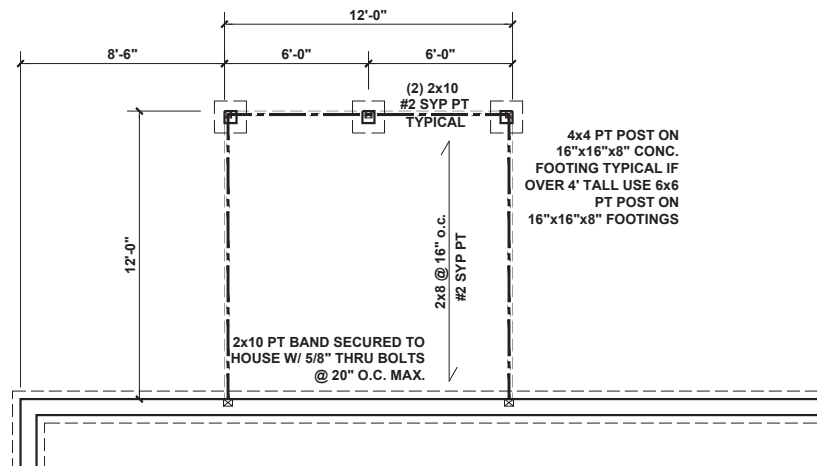 12'-0"
8'-6"
6'-0"
6'-0"
(2) 2x10
#2 SYP PT
TYPICAL
4x4 PT POST ON
16"x16"x8" CONC.
FOOTING TYPICAL IF
OVER 4' TALL USE 6x6
PT POST ON
16"x16"x8" FOOTINGS
12'-0"
2x8 @ 16" o.c.
#2 SYP PT
2x10 PT BAND SECURED TO
HOUSE W/ 5/8" THRU BOLTS
@ 20" O.C. MAX.